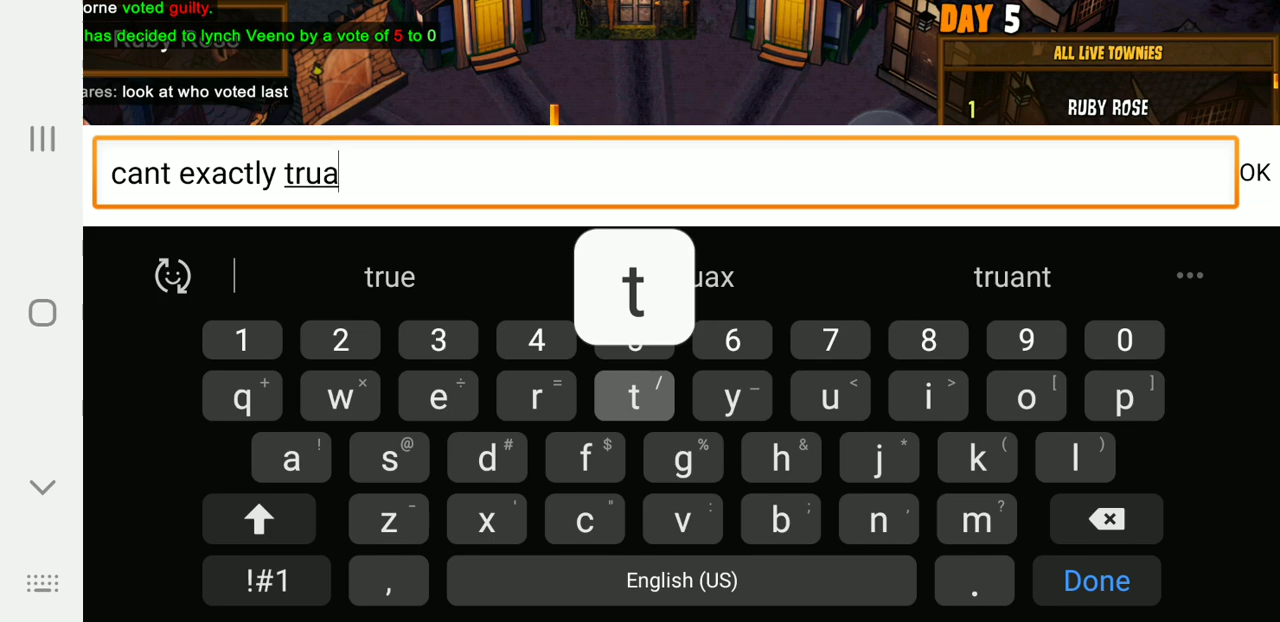 orne voted guilty.
has decided to lynch Veeno by a vote of 5 to 0
Ruby Rose
ares: look at who voted last
DAY 5
ALL LIVE TOWNIES
1 RUBY ROSE
cant exactly trua
OK
true
t
uax
truant
1 2 3 4 6 7 8 9 0
q + w × e ÷ r = t / y _ u < i > o [ p ]
a ! s @ d # f $ g % h & j * k ( l )
z - x ' c " v : b ; n , m ?
!#1 , English (US) . Done